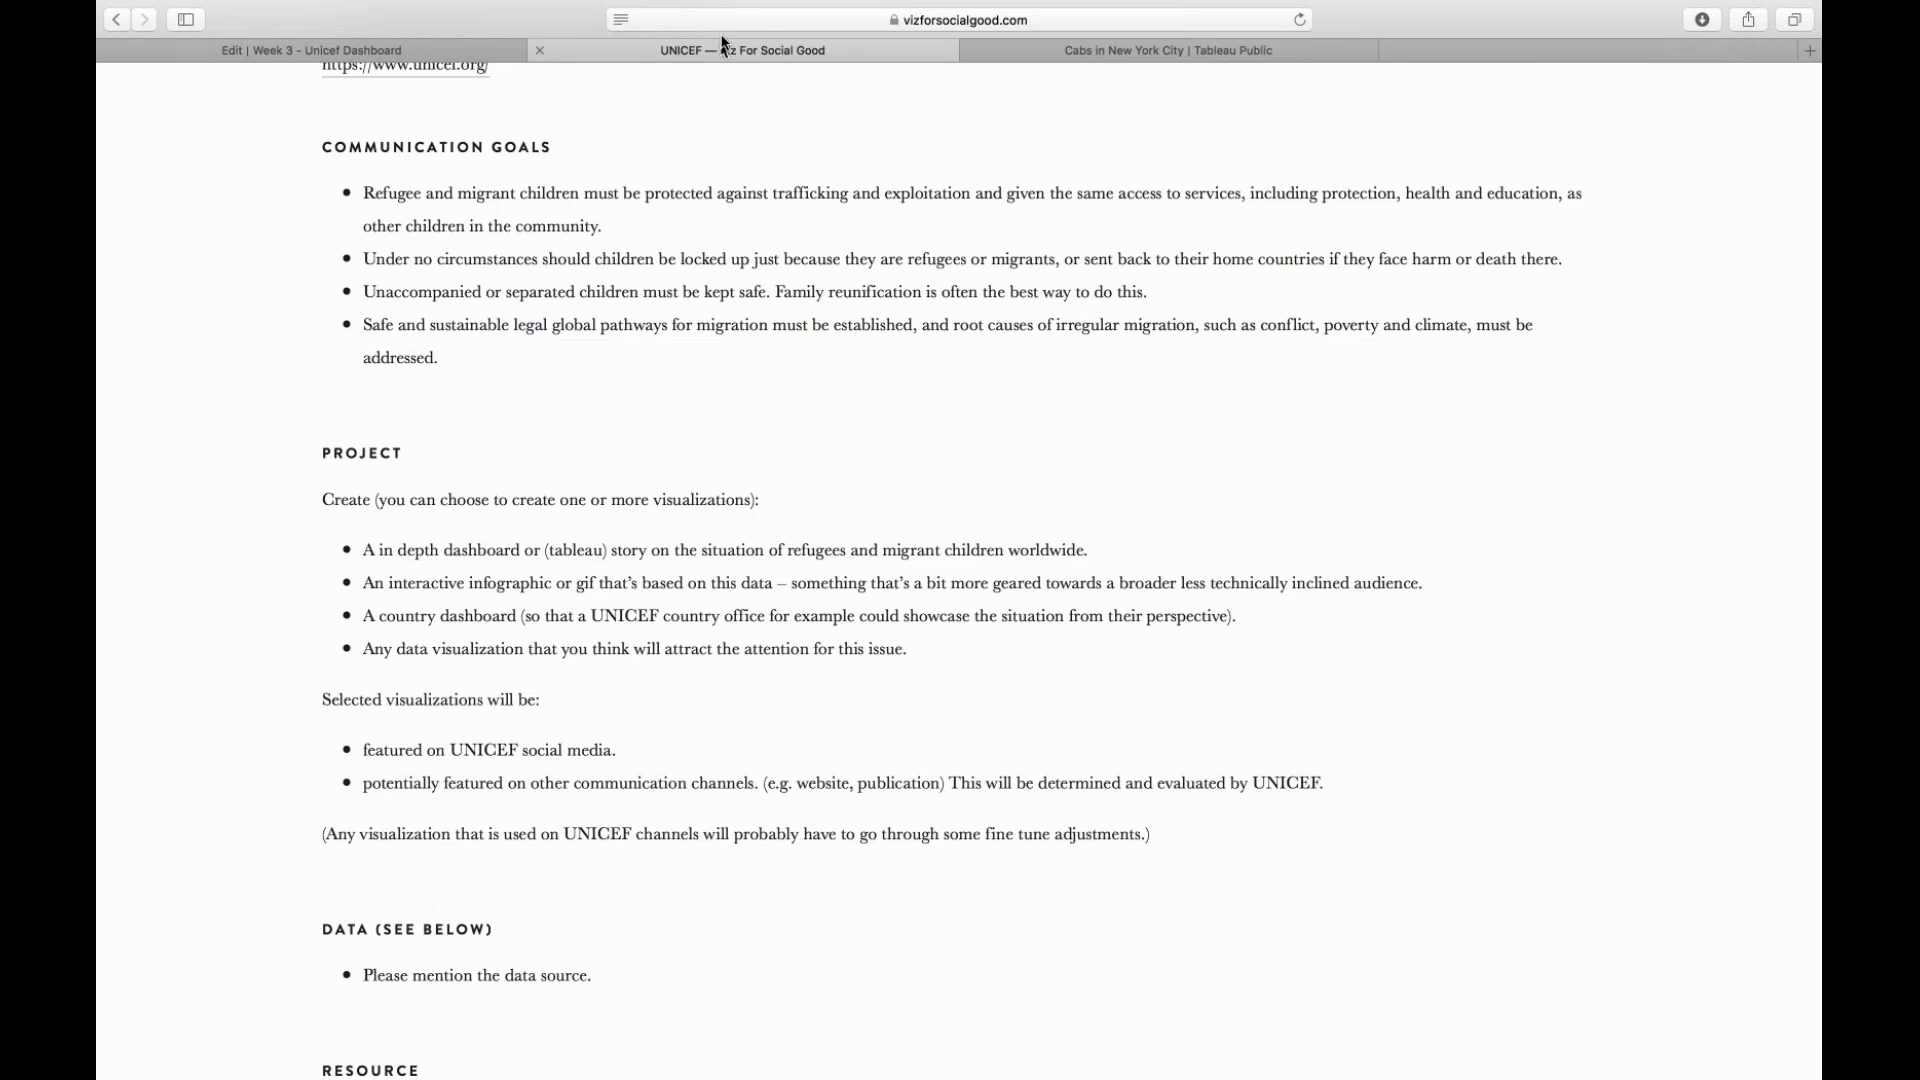 vizforsocialgood.com
Edit | Week 3 - Unicef Dashboard
UNICEF — Viz For Social Good
Cabs in New York City | Tableau Public
https://www.unicef.org/
COMMUNICATION GOALS
Refugee and migrant children must be protected against trafficking and exploitation and given the same access to services, including protection, health and education, as
other children in the community.
Under no circumstances should children be locked up just because they are refugees or migrants, or sent back to their home countries if they face harm or death there.
Unaccompanied or separated children must be kept safe. Family reunification is often the best way to do this.
Safe and sustainable legal global pathways for migration must be established, and root causes of irregular migration, such as conflict, poverty and climate, must be
addressed.
PROJECT
Create (you can choose to create one or more visualizations):
A in depth dashboard or (tableau) story on the situation of refugees and migrant children worldwide.
An interactive infographic or gif that’s based on this data – something that’s a bit more geared towards a broader less technically inclined audience.
A country dashboard (so that a UNICEF country office for example could showcase the situation from their perspective).
Any data visualization that you think will attract the attention for this issue.
Selected visualizations will be:
featured on UNICEF social media.
potentially featured on other communication channels. (e.g. website, publication) This will be determined and evaluated by UNICEF.
(Any visualization that is used on UNICEF channels will probably have to go through some fine tune adjustments.)
DATA (SEE BELOW)
Please mention the data source.
RESOURCE